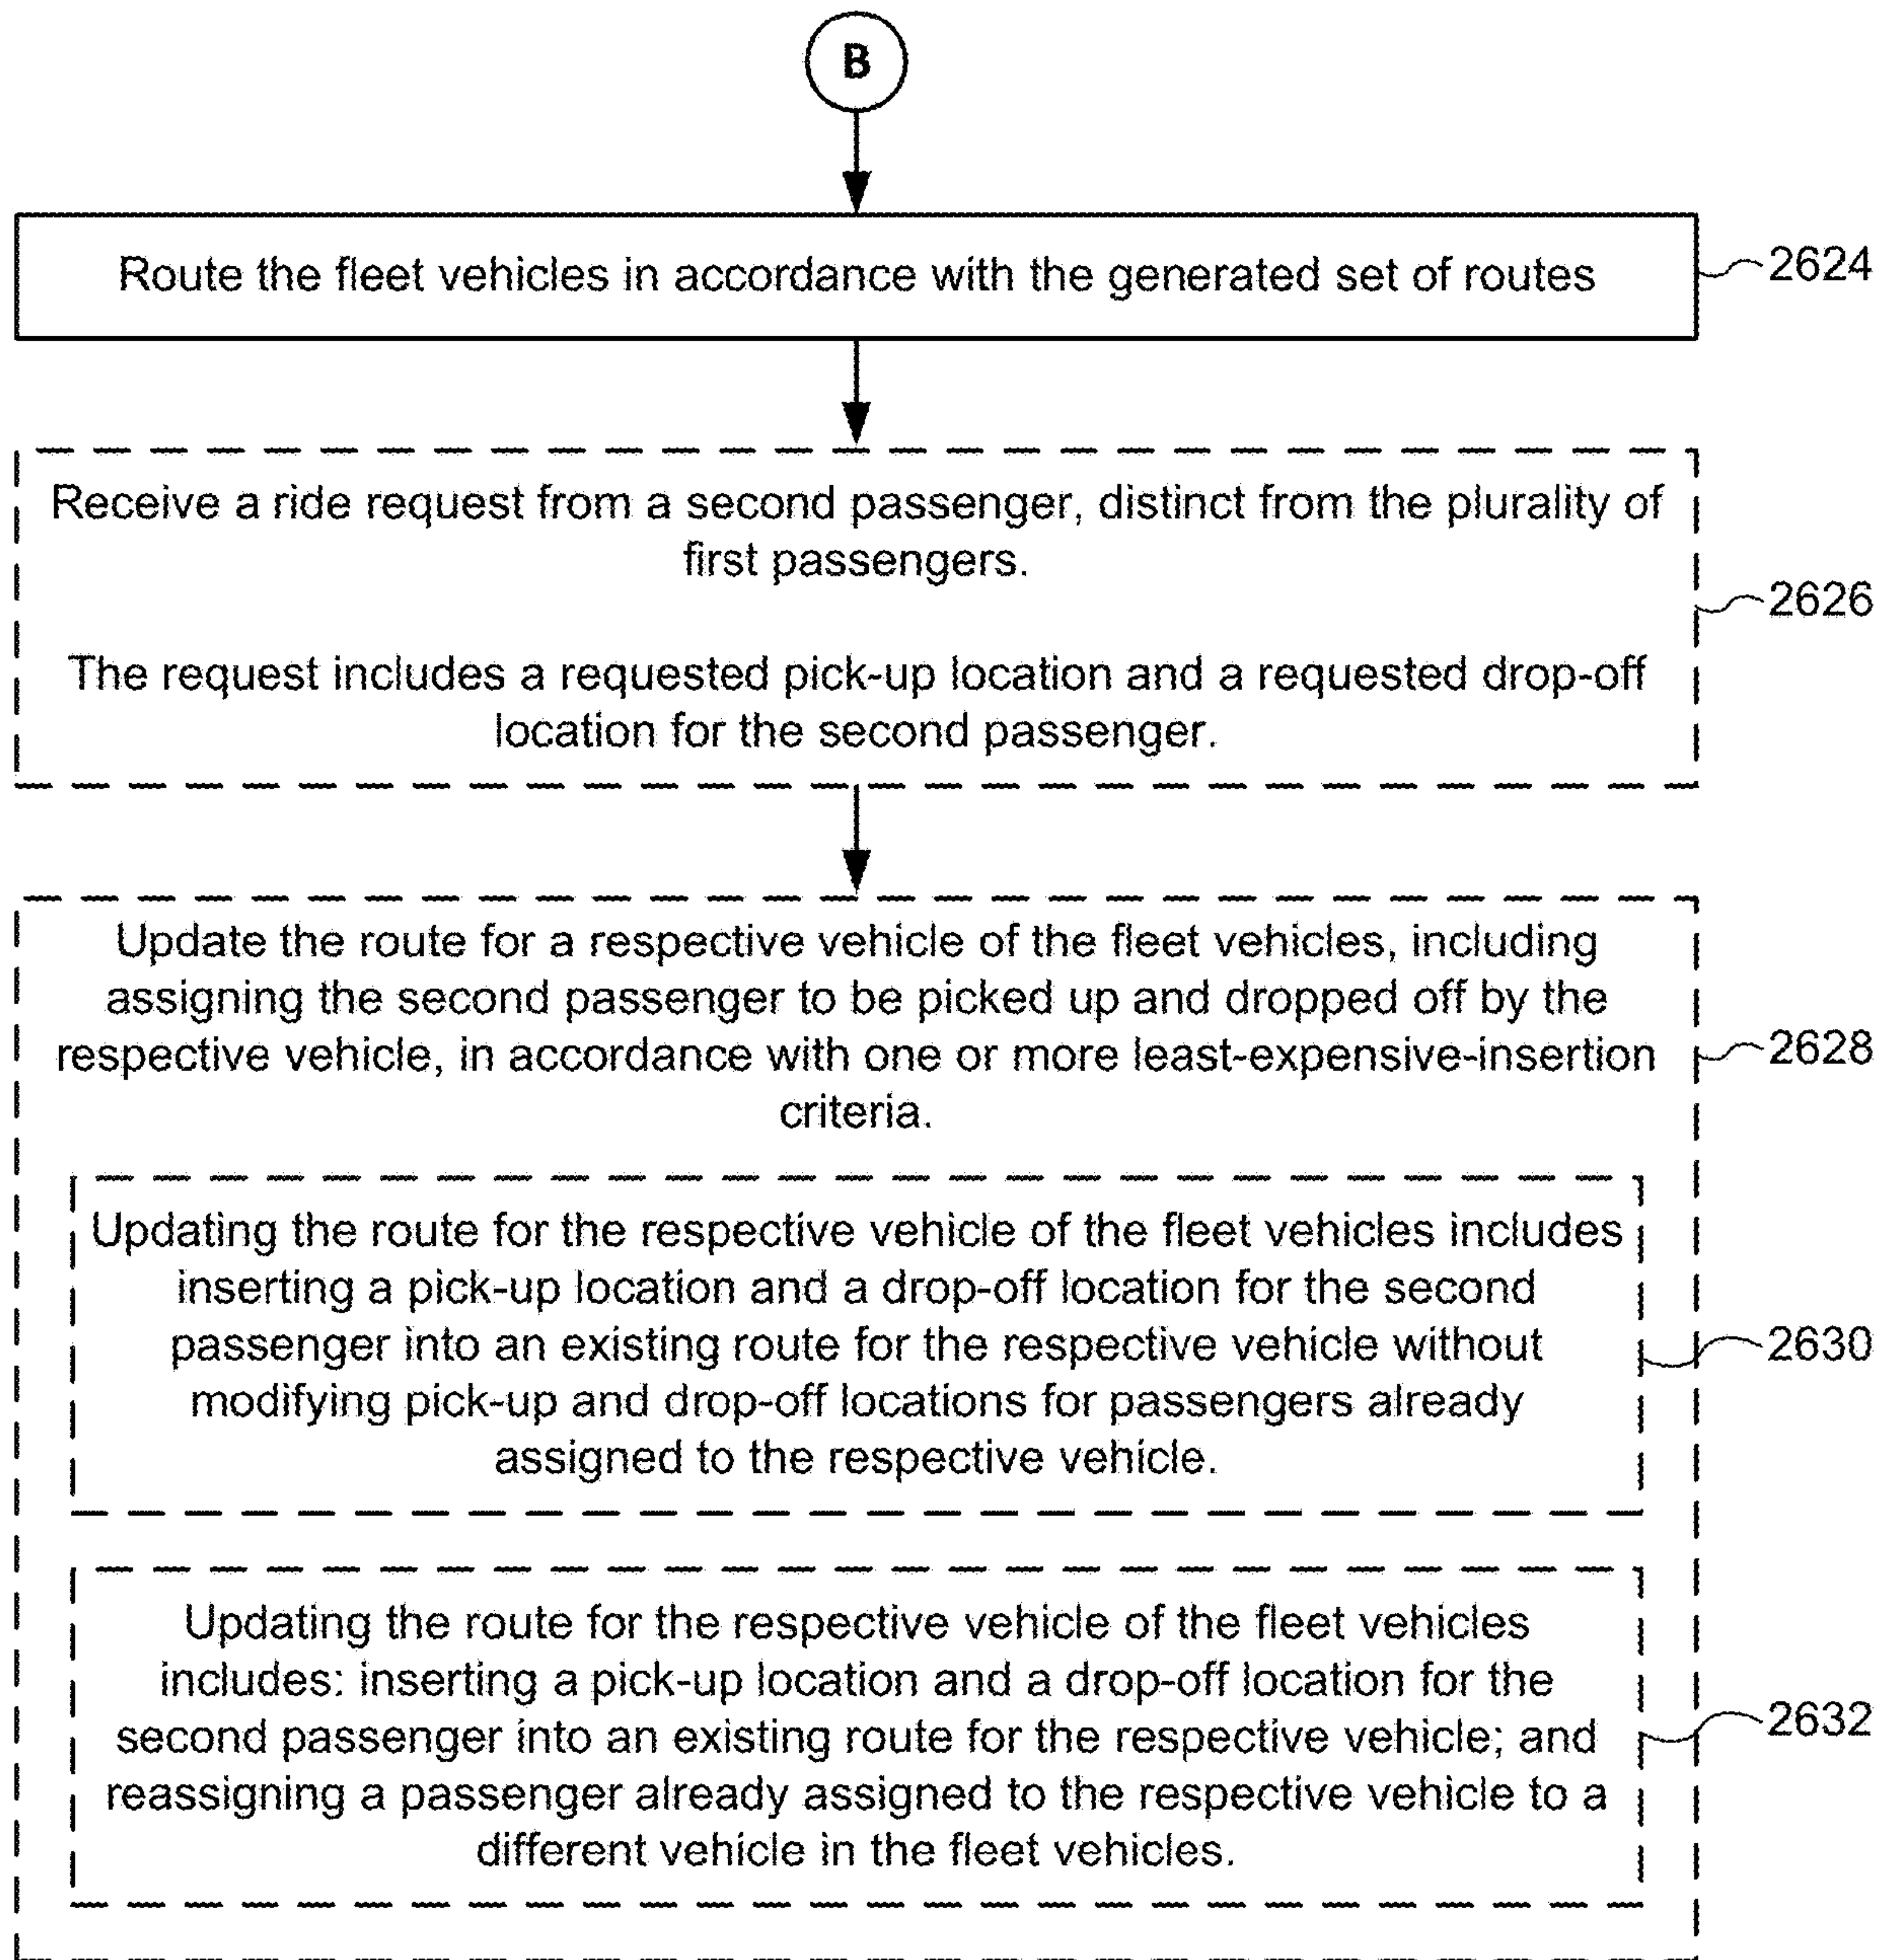 B
Route the fleet vehicles in accordance with the generated set of routes
2624
Receive a ride request from a second passenger, distinct from the plurality of
first passengers.
The request includes a requested pick-up location and a requested drop-off
location for the second passenger.
2626
Update the route for a respective vehicle of the fleet vehicles, including
assigning the second passenger to be picked up and dropped off by the
respective vehicle, in accordance with one or more least-expensive-insertion
criteria.
2628
Updating the route for the respective vehicle of the fleet vehicles includes
inserting a pick-up location and a drop-off location for the second
passenger into an existing route for the respective vehicle without
modifying pick-up and drop-off locations for passengers already
assigned to the respective vehicle.
2630
Updating the route for the respective vehicle of the fleet vehicles
includes: inserting a pick-up location and a drop-off location for the
second passenger into an existing route for the respective vehicle; and
reassigning a passenger already assigned to the respective vehicle to a
different vehicle in the fleet vehicles.
2632